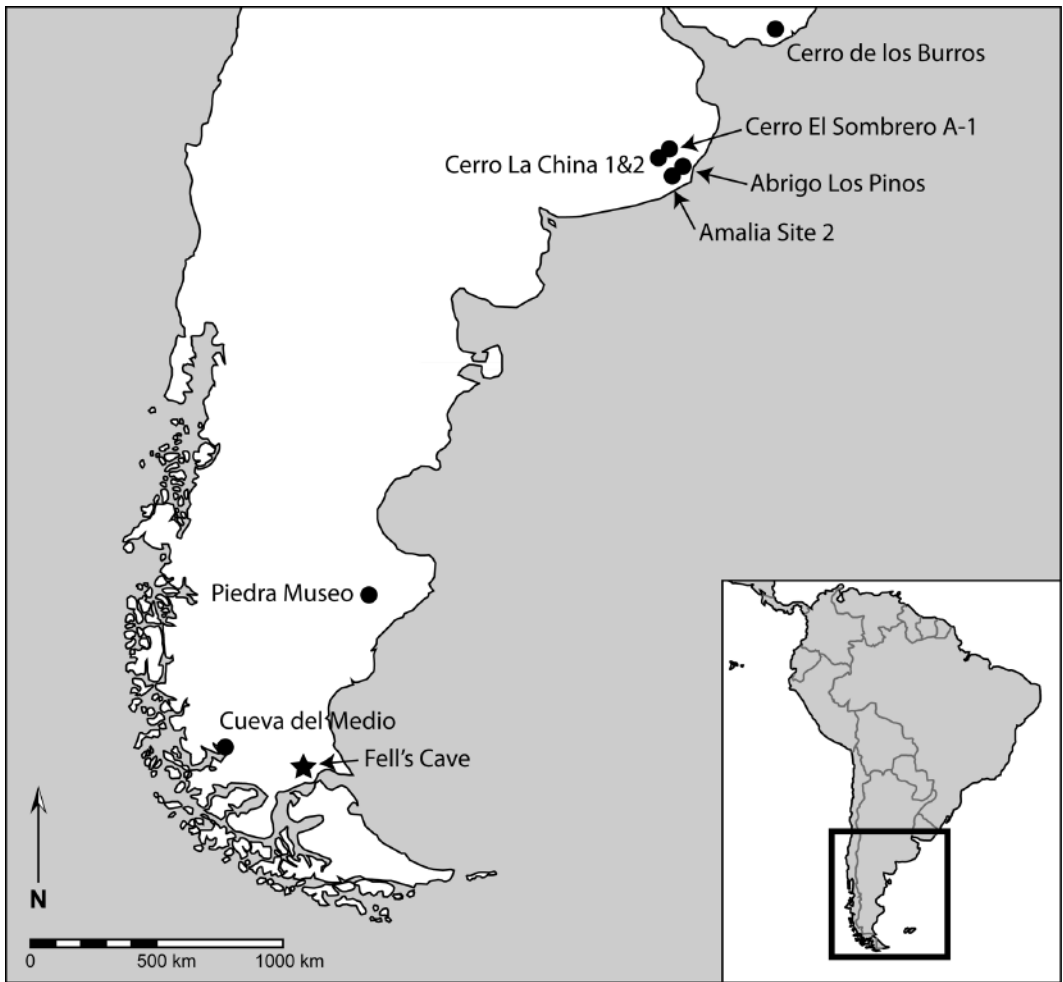 Cerro de los Burros
Cerro El Sombrero A-1
Cerro La China 1&2
Abrigo Los Pinos
Amalia Site 2
Piedra Museo
Cueva del Medio
Fell's Cave
N
0 500 km 1000 km